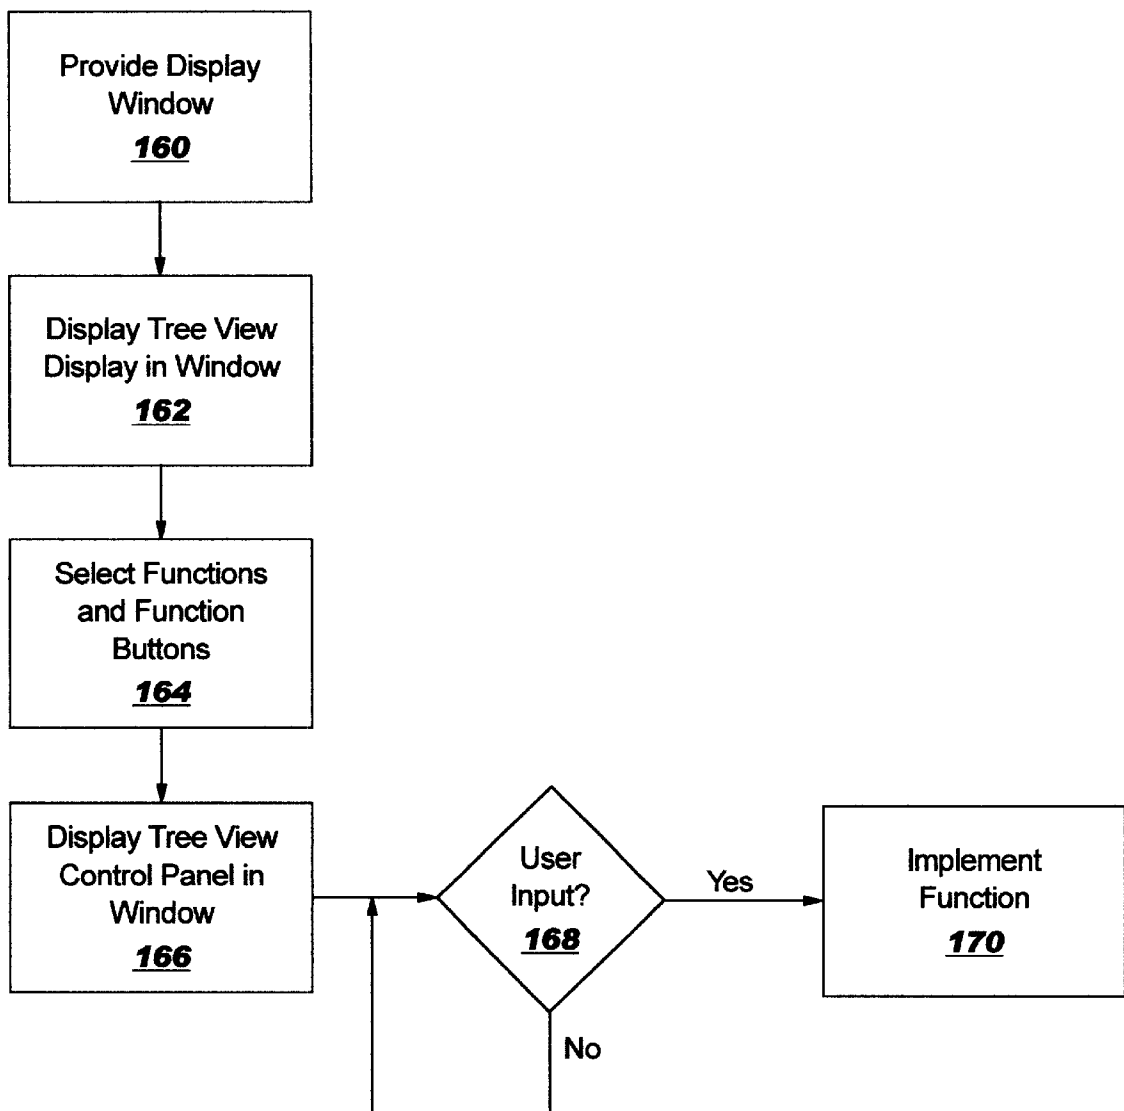 Provide Display
Window
160
Display Tree View
Display in Window
162
Select Functions
and Function
Buttons
164
Display Tree View
Control Panel in
Window
166
User
Input?
168
Yes
No
Implement
Function
170